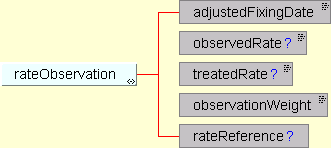 adjustedFixingDate
observedRate ?
rateObservation
treatedRate ?
observationWeight
rateReference ?